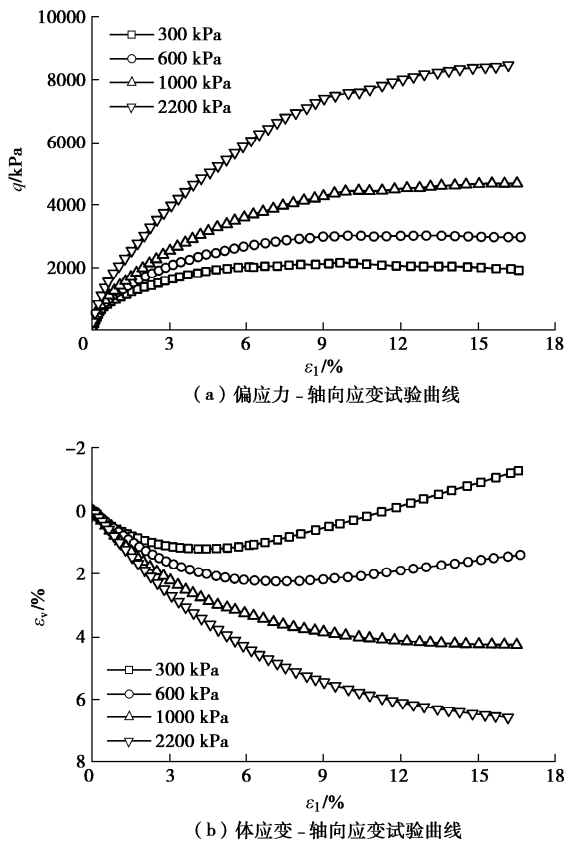 10000
8000
6000
4000
2000
0
q/kPa
300 kPa
600 kPa
1000 kPa
2200 kPa
3 6 9 12 15 18
ε1/%
（a）偏应力–轴向应变试验曲线
−2
0
2
4
6
8
εv/%
300 kPa
600 kPa
1000 kPa
2200 kPa
0 3 6 9 12 15 18
ε1/%
（b）体应变–轴向应变试验曲线